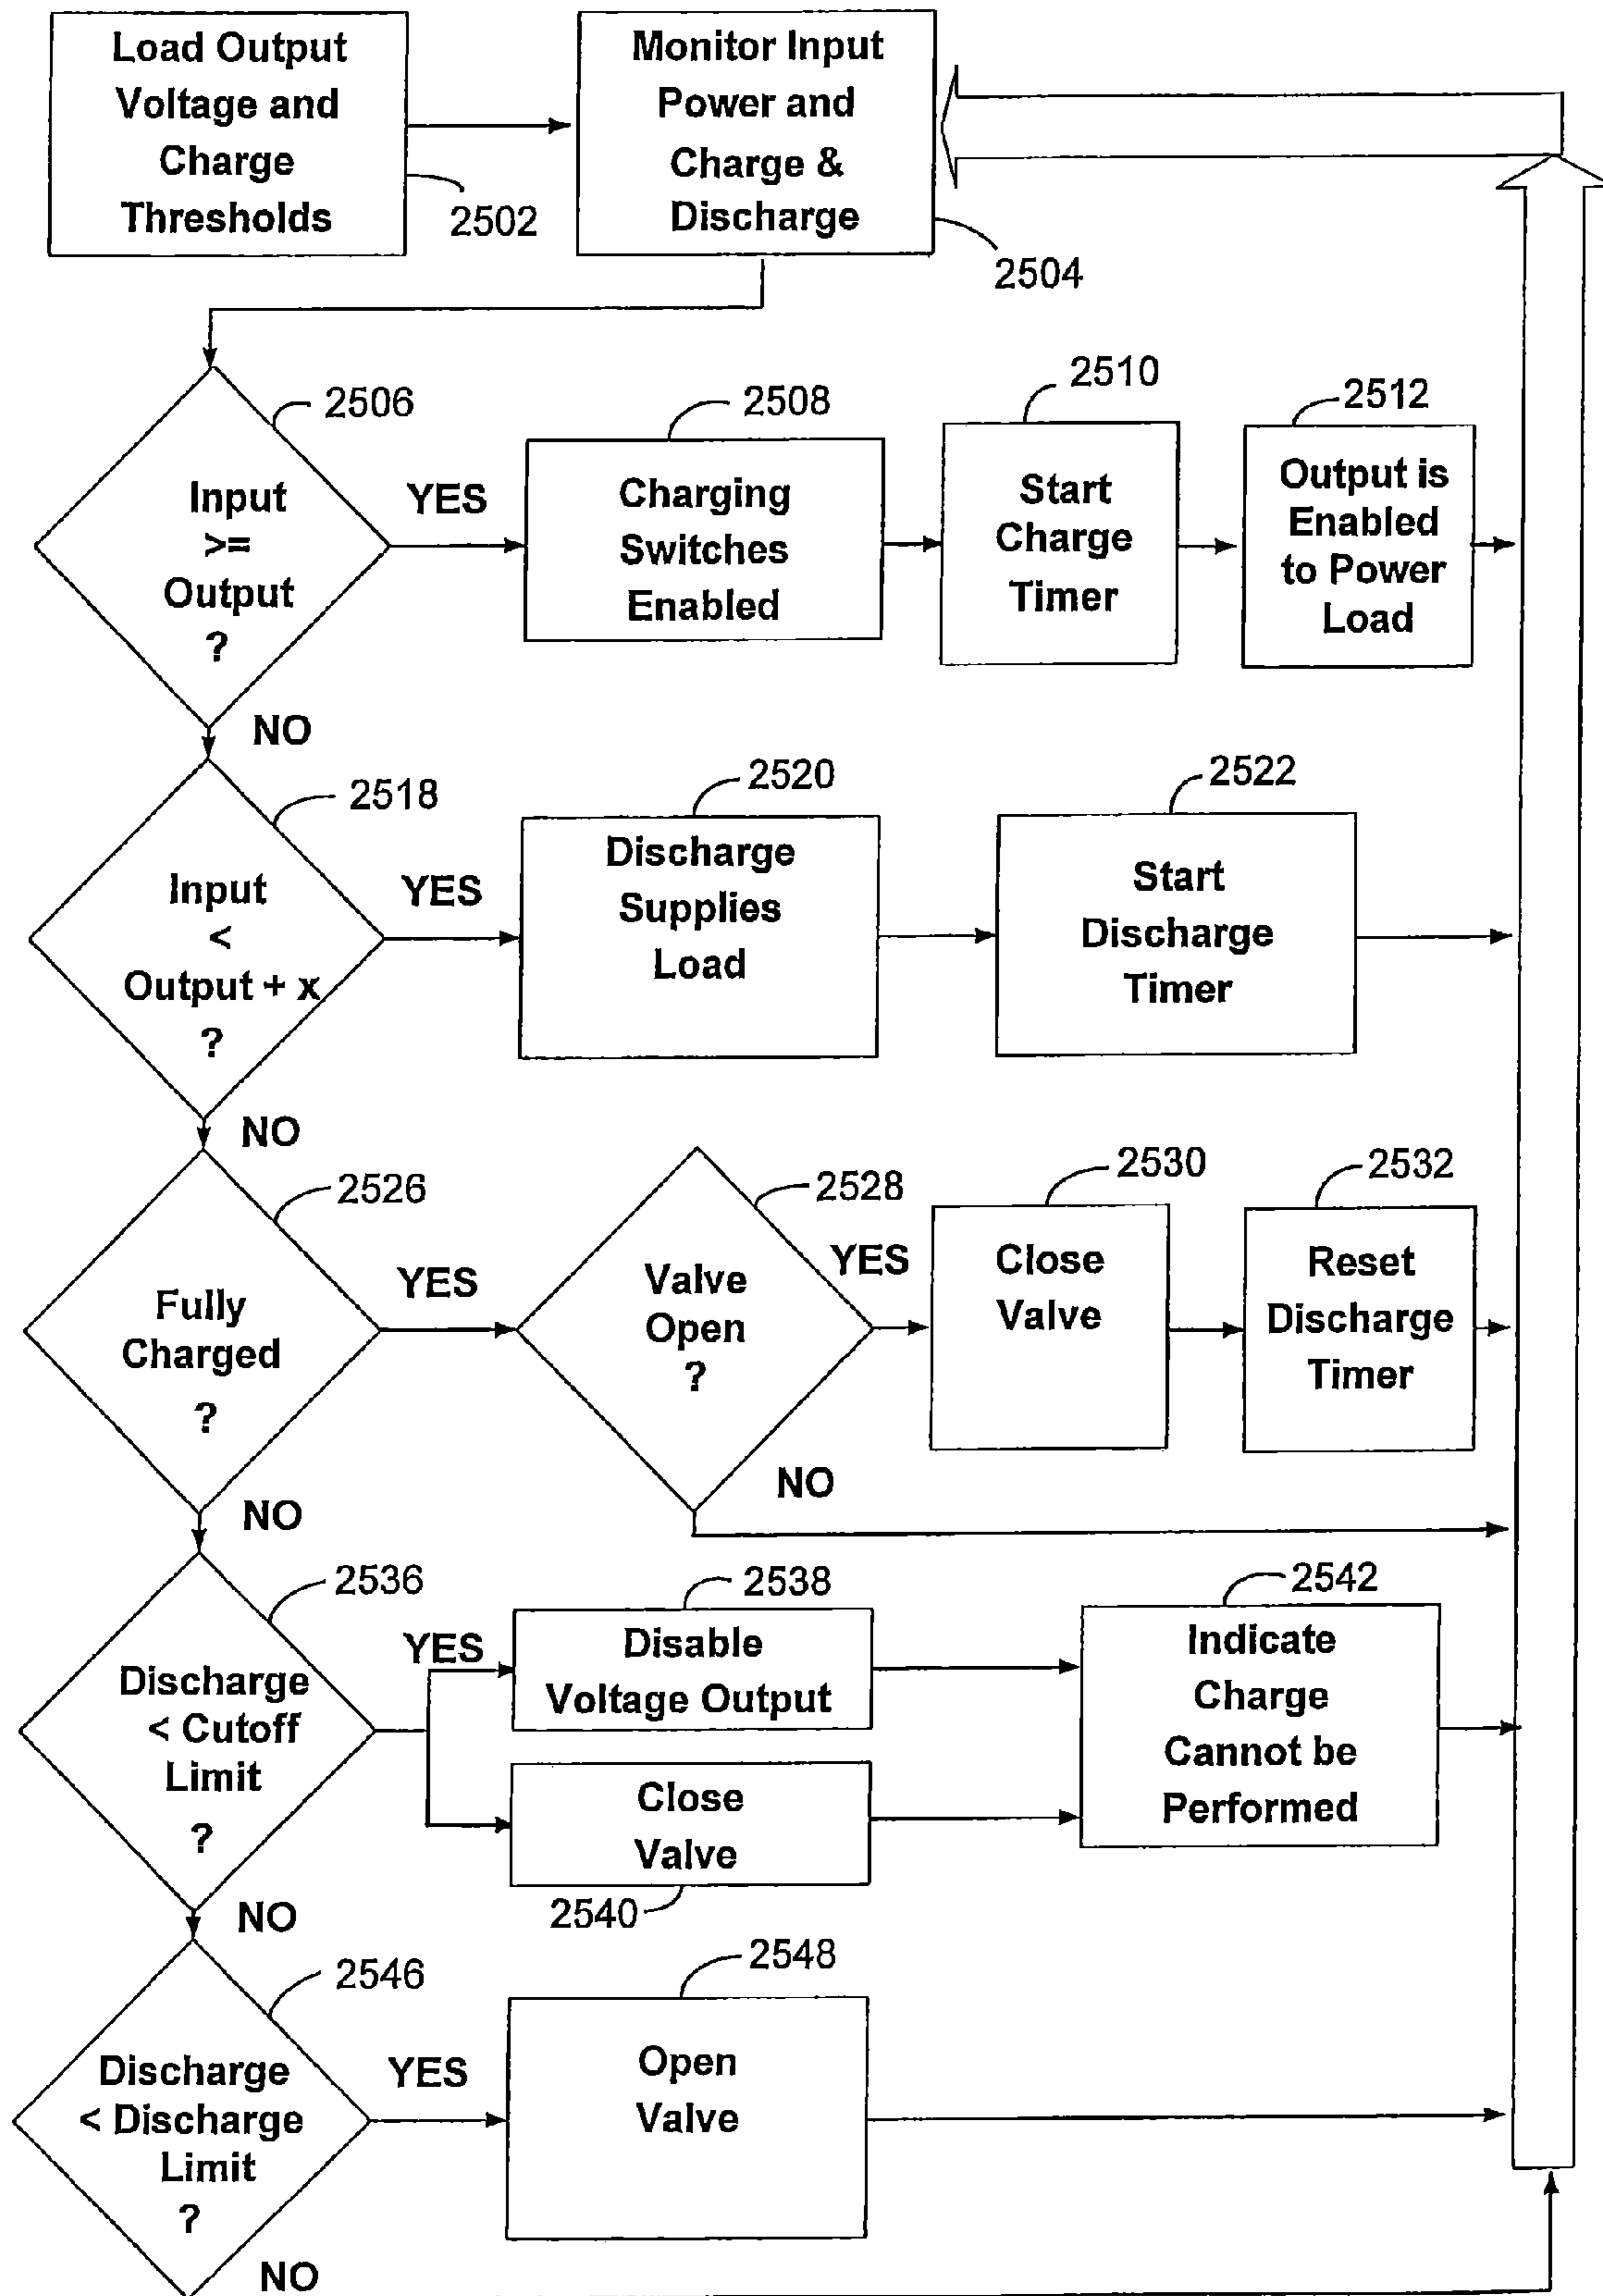 Load Output
Voltage and
Charge
Thresholds
2502
Monitor Input
Power and
Charge &
Discharge
2504
Input
>=
Output
?
2506
YES
NO
Charging
Switches
Enabled
2508
Start
Charge
Timer
2510
Output is
Enabled
to Power
Load
2512
Input
<
Output + x
?
2518
YES
NO
Discharge
Supplies
Load
2520
Start
Discharge
Timer
2522
Fully
Charged
?
2526
YES
NO
Valve
Open
?
2528
YES
NO
Close
Valve
2530
Reset
Discharge
Timer
2532
Discharge
< Cutoff
Limit
?
2536
YES
NO
Disable
Voltage Output
2538
Close
Valve
2540
Indicate
Charge
Cannot be
Performed
2542
Discharge
< Discharge
Limit
?
2546
YES
NO
Open
Valve
2548